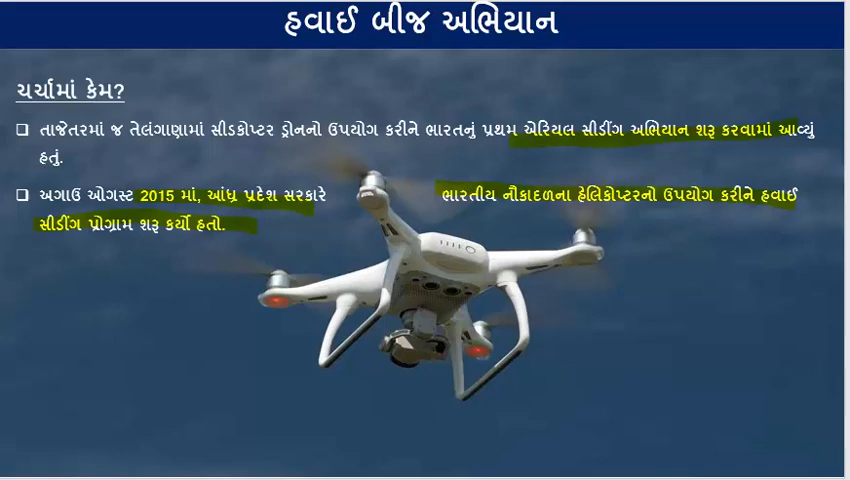 હવાઈ બીજ અભિયાન
ચર્ચામાં કેમ?
❑ તાજેતરમાં જ તેલંગાણામાં સીડકોપ્ટર ડ્રોનનો ઉપયોગ કરીને ભારતનું પ્રથમ એરિયલ સીડીંગ અભિયાન શરૂ કરવામાં આવ્યું
હતું.
❑ અગાઉ ઓગસ્ટ 2015 માં, આંધ્ર પ્રદેશ સરકારે ભારતીય નૌકાદળના હેલિકોપ્ટરનો ઉપયોગ કરીને હવાઈ
સીડીંગ પ્રોગ્રામ શરૂ કર્યો હતો.